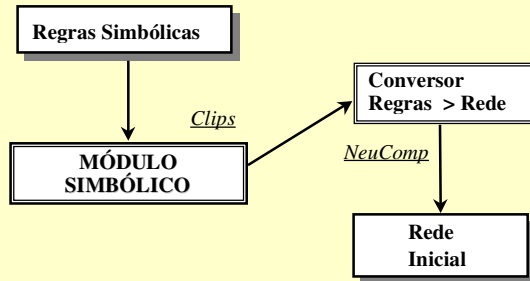 Regras Simbólicas
Conversor
Regras > Rede
Clips
MÓDULO
SIMBÓLICO
NeuComp
Rede
Inicial